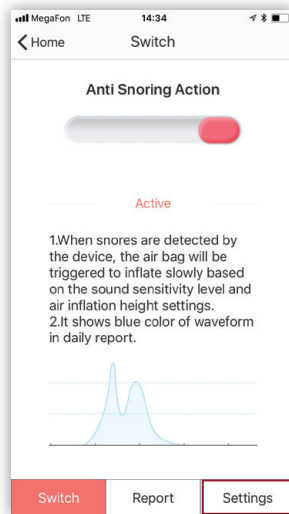 MegaFon LTE 14:34
Home Switch
Anti Snoring Action
Active
1.When snores are detected by
the device, the air bag will be
triggered to inflate slowly based
on the sound sensitivity level and
air inflation height settings.
2.It shows blue color of waveform
in daily report.
Switch Report Settings